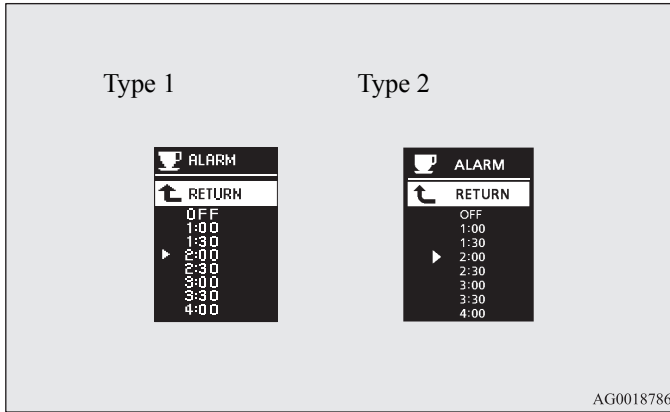 Type 1
Type 2
ALARM
RETURN
OFF
1:00
1:30
2:00
2:30
3:00
3:30
4:00
ALARM
RETURN
OFF
1:00
1:30
2:00
2:30
3:00
3:30
4:00
AG0018786